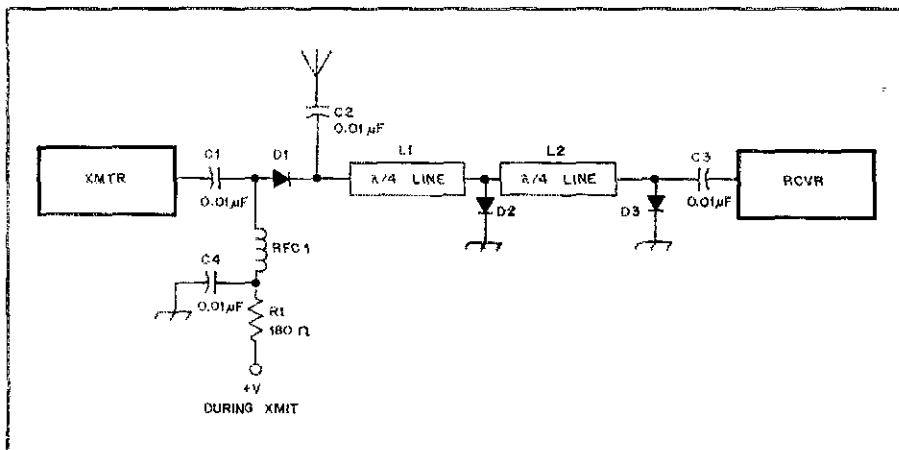 XMTR
C1
0.01µF
D1
C2
0.01µF
L1
λ/4 LINE
L2
λ/4 LINE
D2
D3
C3
0.01µF
RCVR
RFC1
C4
0.01µF
R1
180 Ω
+V
DURING XMIT